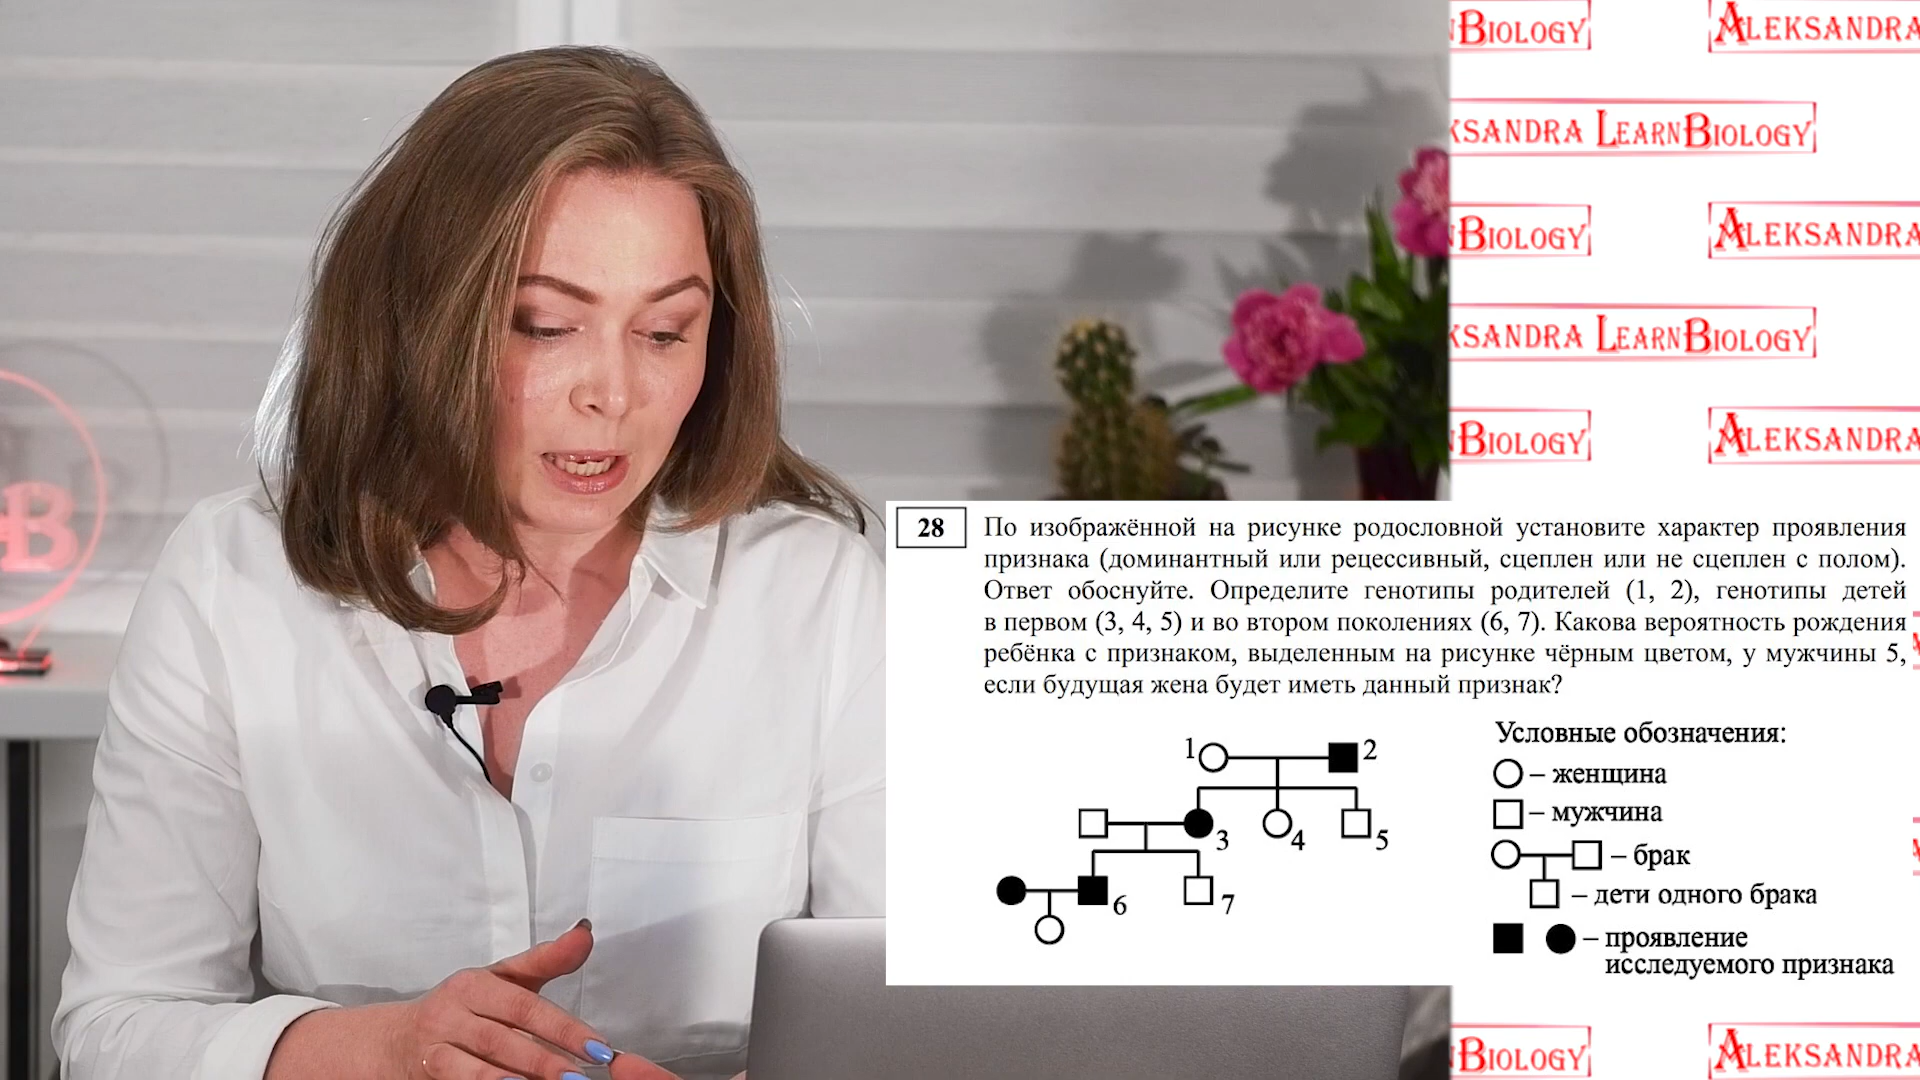 BIOLOGY
ALEKSANDRA
KSANDRA LEARNBIOLOGY
BIOLOGY
ALEKSANDRA
KSANDRA LEARNBIOLOGY
BIOLOGY
ALEKSANDRA
28
По изображённой на рисунке родословной установите характер проявления
признака (доминантный или рецессивный, сцеплен или не сцеплен с полом).
Ответ обоснуйте. Определите генотипы родителей (1, 2), генотипы детей
в первом (3, 4, 5) и во втором поколениях (6, 7). Какова вероятность рождения
ребёнка с признаком, выделенным на рисунке чёрным цветом, у мужчины 5,
если будущая жена будет иметь данный признак?
1
2
3
4
5
6
7
Условные обозначения:
– женщина
– мужчина
– брак
– дети одного брака
– проявление
исследуемого признака
BIOLOGY
ALEKSANDRA
B